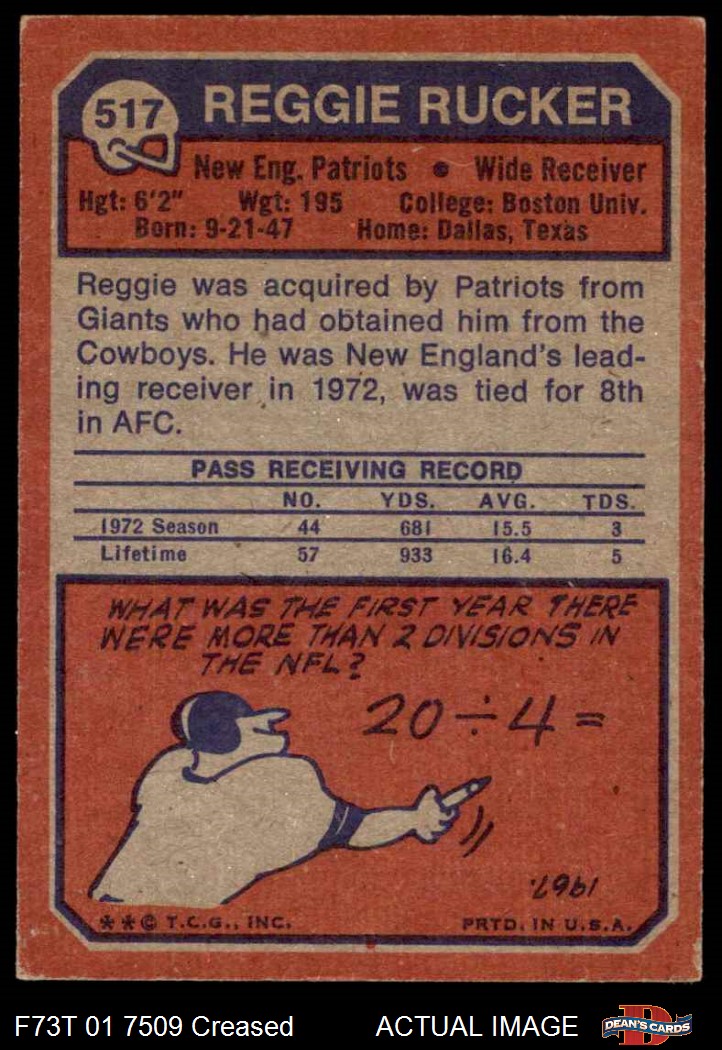 517 REGGIE RUCKER
New Eng. Patriots • Wide Receiver
Hgt: 6'2" Wgt: 195 College: Boston Univ.
Born: 9-21-47 Home: Dallas, Texas
Reggie was acquired by Patriots from
Giants who had obtained him from the
Cowboys. He was New England's lead-
ing receiver in 1972, was tied for 8th
in AFC.
PASS RECEIVING RECORD
NO. YDS. AVG. TDS.
1972 Season 44 681 15.5 3
Lifetime 57 933 16.4 5
WHAT WAS THE FIRST YEAR THERE
WERE MORE THAN 2 DIVISIONS IN
THE NFL?
20 ÷ 4 =
1967.
**© T.C.G., INC. PRTD. IN U.S.A.
F73T 01 7509 Creased ACTUAL IMAGE D DEAN'S CARDS